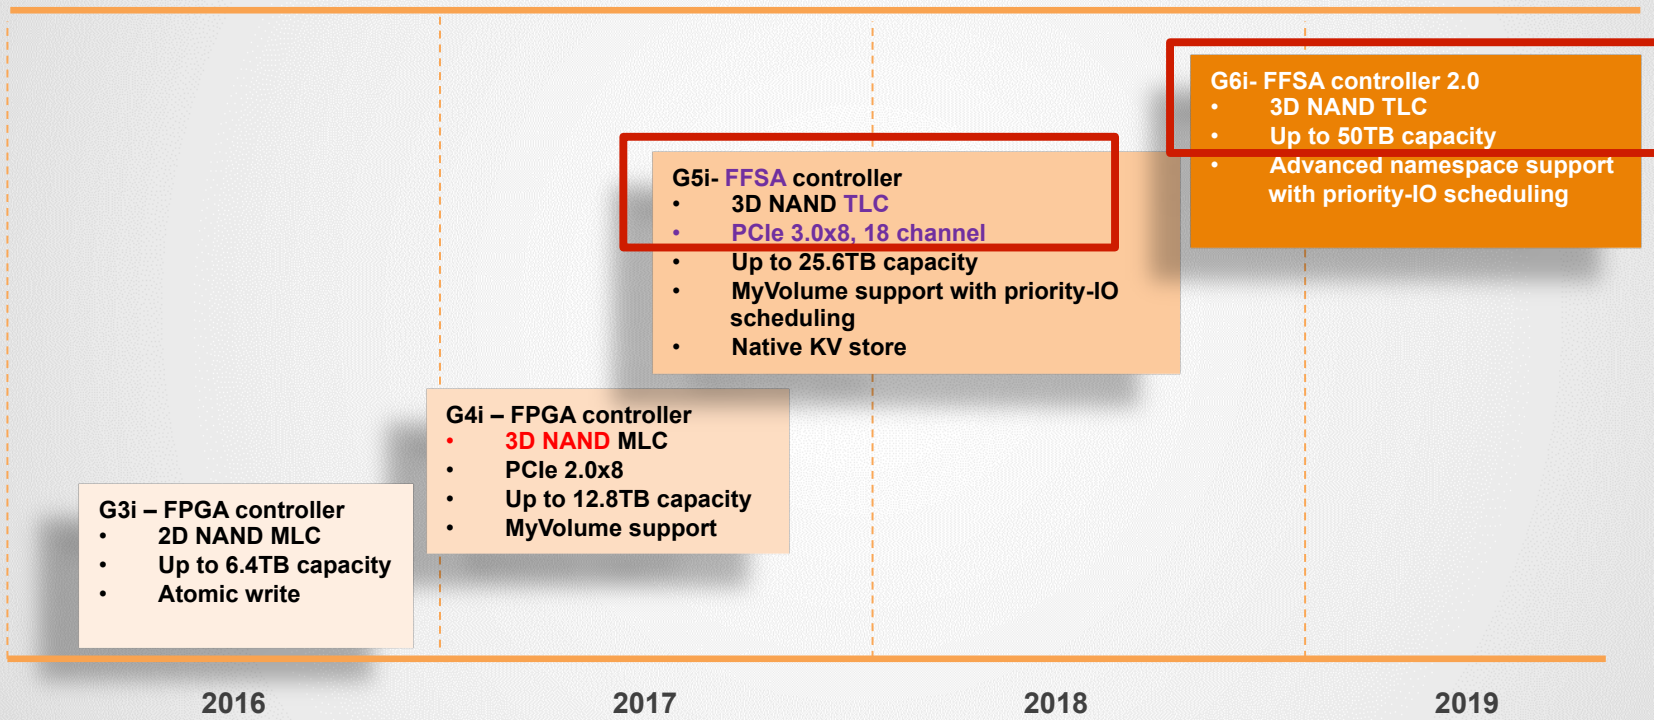 G6i- FFSA controller 2.0
• 3D NAND TLC
• Up to 50TB capacity
• Advanced namespace support
with priority-IO scheduling
G5i- FFSA controller
• 3D NAND TLC
• PCIe 3.0x8, 18 channel
• Up to 25.6TB capacity
• MyVolume support with priority-IO
scheduling
• Native KV store
G4i – FPGA controller
• 3D NAND MLC
• PCIe 2.0x8
• Up to 12.8TB capacity
• MyVolume support
G3i – FPGA controller
• 2D NAND MLC
• Up to 6.4TB capacity
• Atomic write
2016 2017 2018 2019